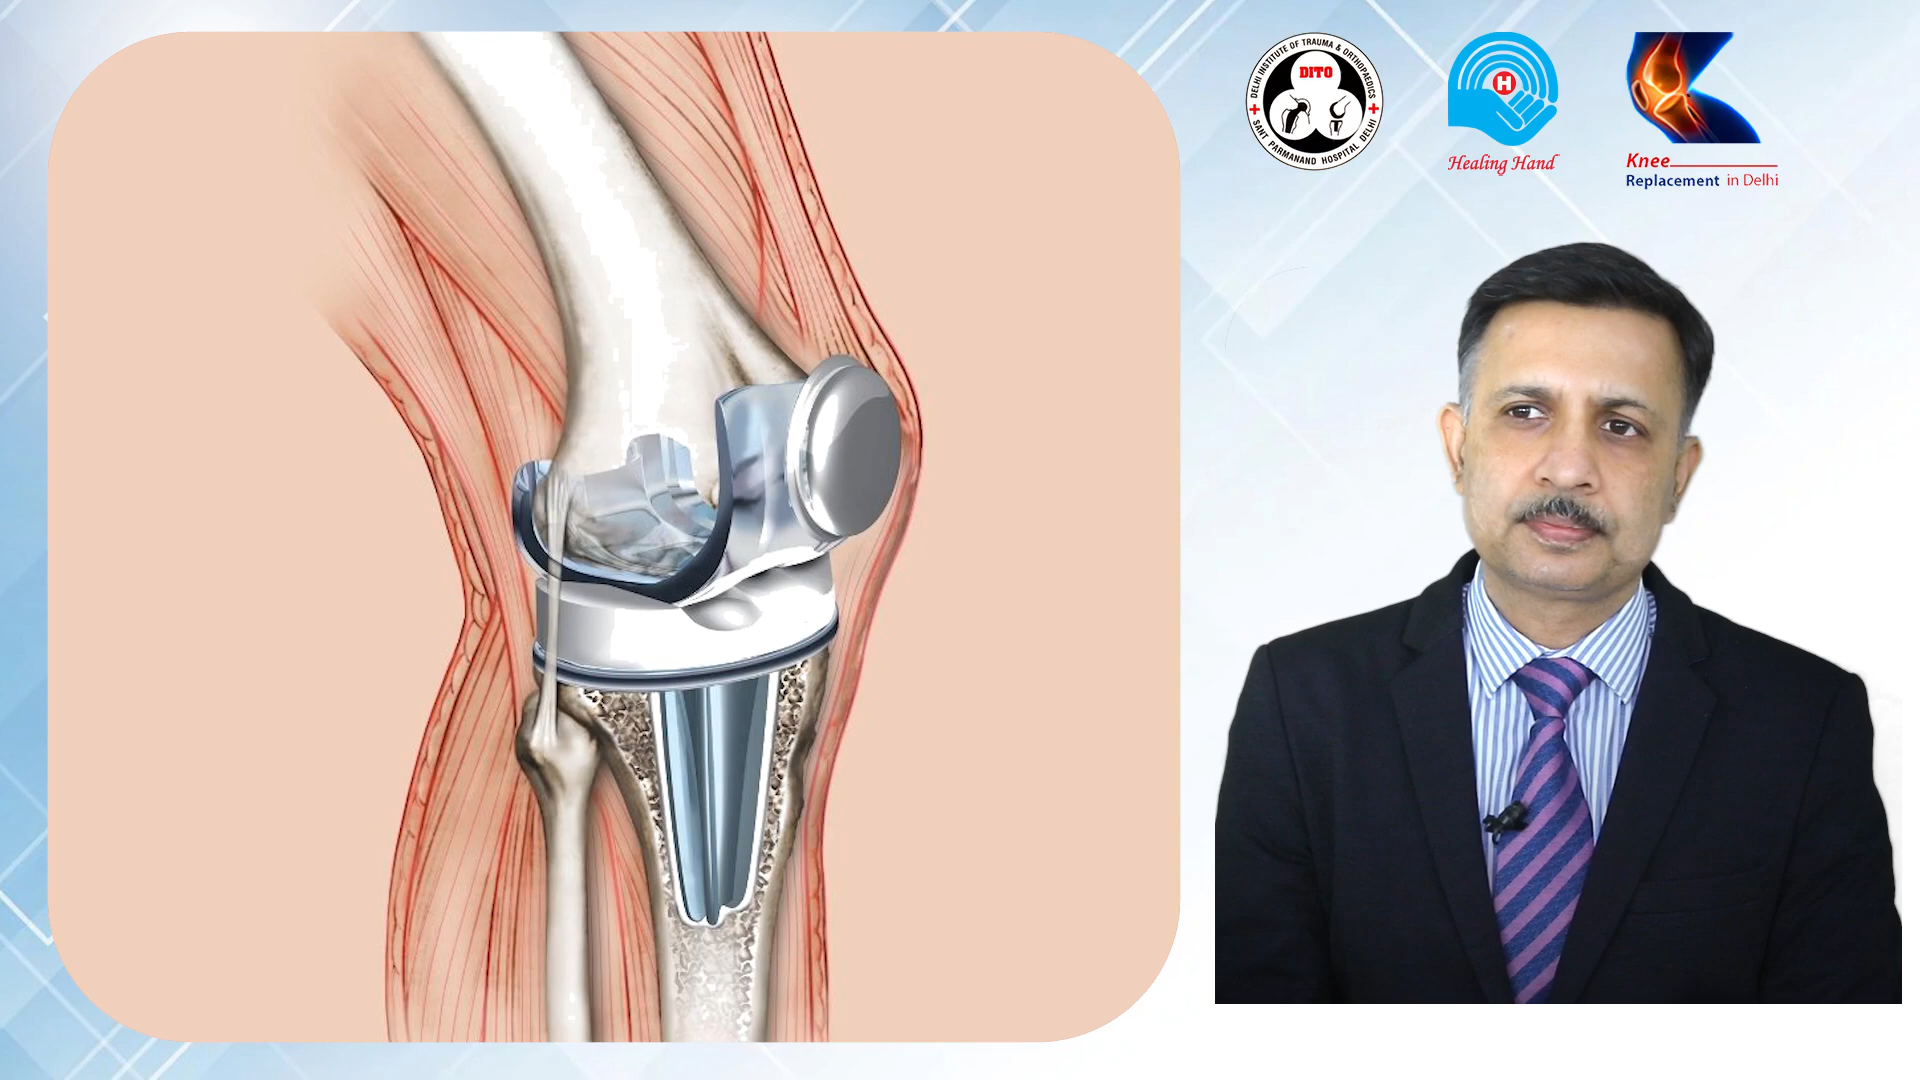 DELHI INSTITUTE OF TRAUMA & ORTHOPAEDICS
DITO
SANT PARMANAND HOSPITAL DELHI
H
Healing Hand
Knee
Replacement in Delhi